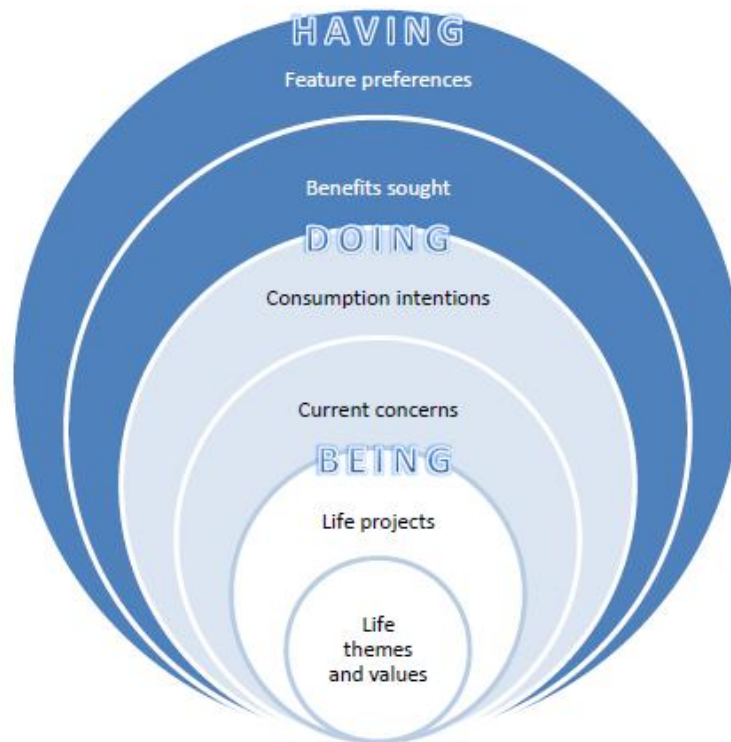 HAVING
Feature preferences
Benefits sought
DOING
Consumption intentions
Current concerns
BEING
Life projects
Life
themes
and values